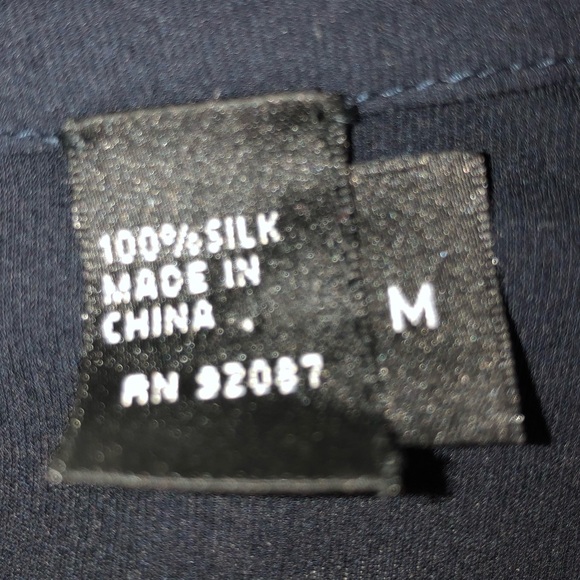 100% SILK
MADE IN
CHINA
RN 92087
M